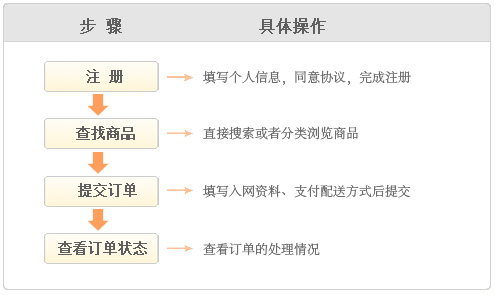 步 骤 具体操作
注 册 填写个人信息，同意协议，完成注册
查找商品 直接搜索或者分类浏览商品
提交订单 填写入网资料、支付配送方式后提交
查看订单状态 查看订单的处理情况